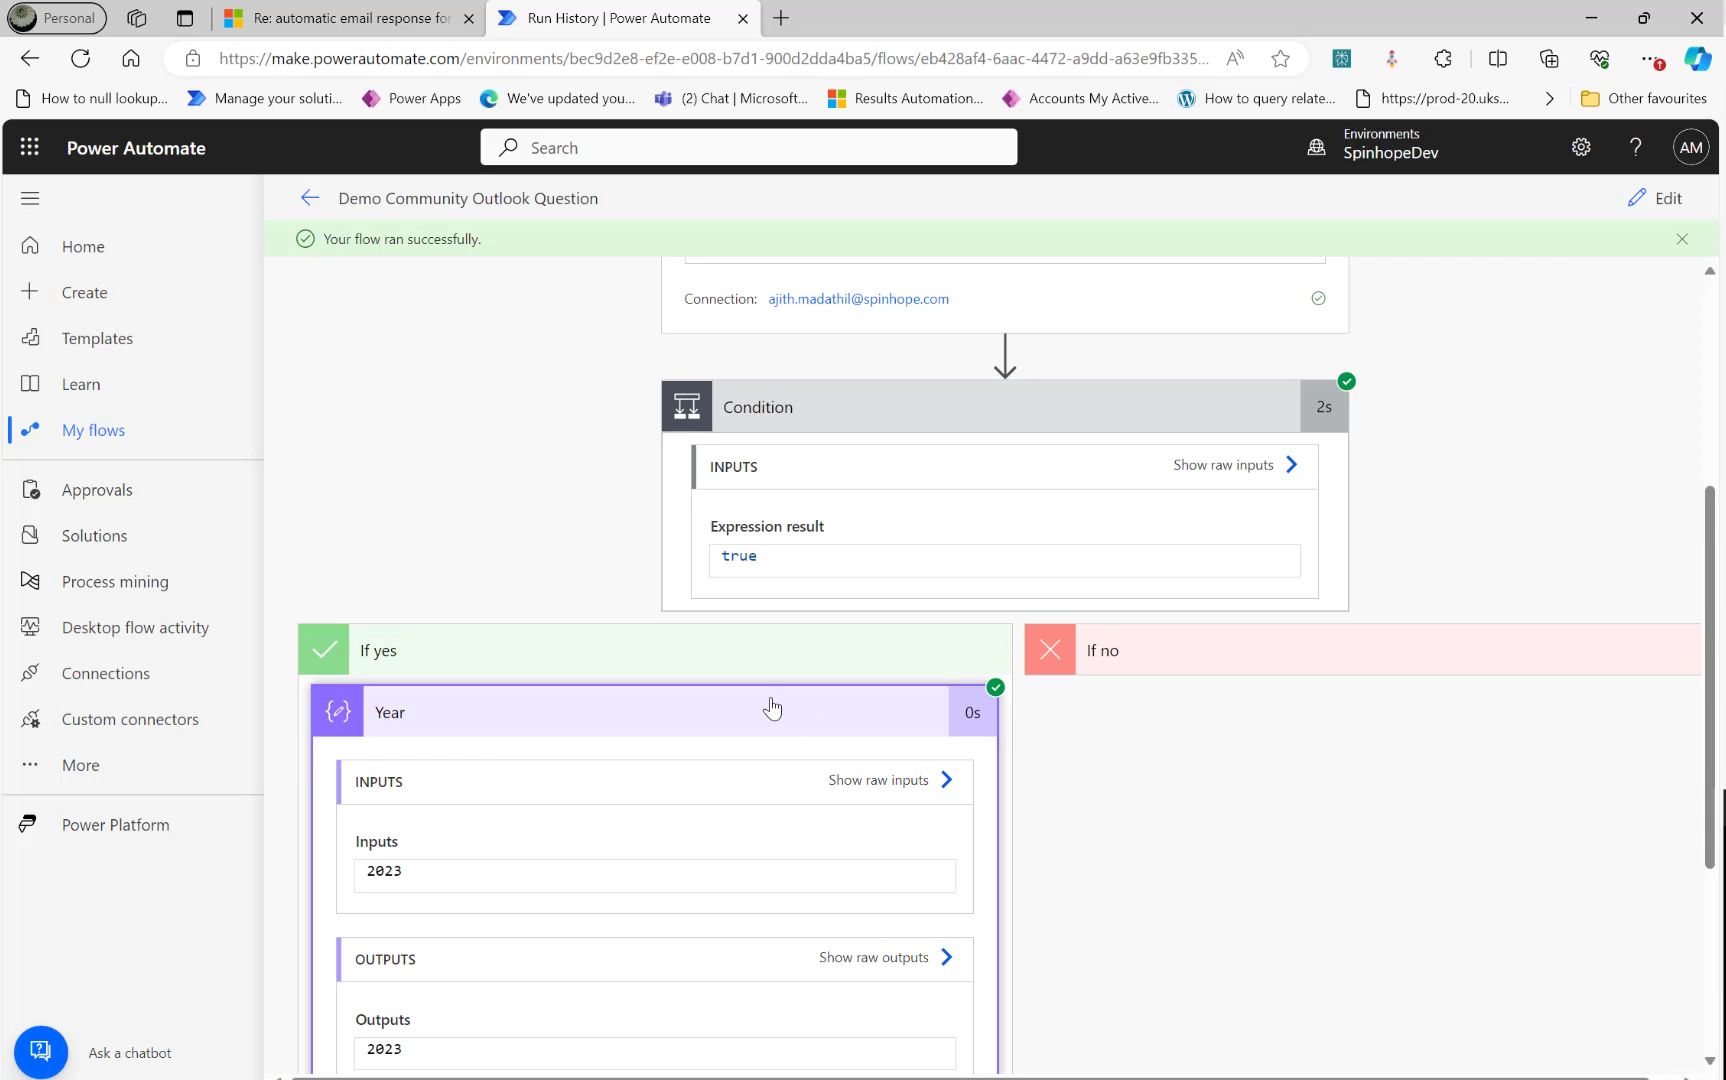 Personal
Re: automatic email response for
Run History | Power Automate
https://make.powerautomate.com/environments/bec9d2e8-ef2e-e008-b7d1-900d2dda4ba5/flows/eb428af4-6aac-4472-a9dd-a63e9fb335...
How to null lookup...
Manage your soluti...
Power Apps
We've updated you...
(2) Chat | Microsoft...
Results Automation...
Accounts My Active...
How to query relate...
https://prod-20.uks...
Other favourites
Power Automate
Search
Environments
SpinhopeDev
?
AM
Demo Community Outlook Question
Edit
Your flow ran successfully.
Home
Create
Templates
Learn
My flows
Approvals
Solutions
Process mining
Desktop flow activity
Connections
Custom connectors
More
Power Platform
Ask a chatbot
Connection: ajith.madathil@spinhope.com
Condition
2s
INPUTS
Show raw inputs
Expression result
true
If yes
If no
Year
0s
INPUTS
Show raw inputs
Inputs
2023
OUTPUTS
Show raw outputs
Outputs
2023